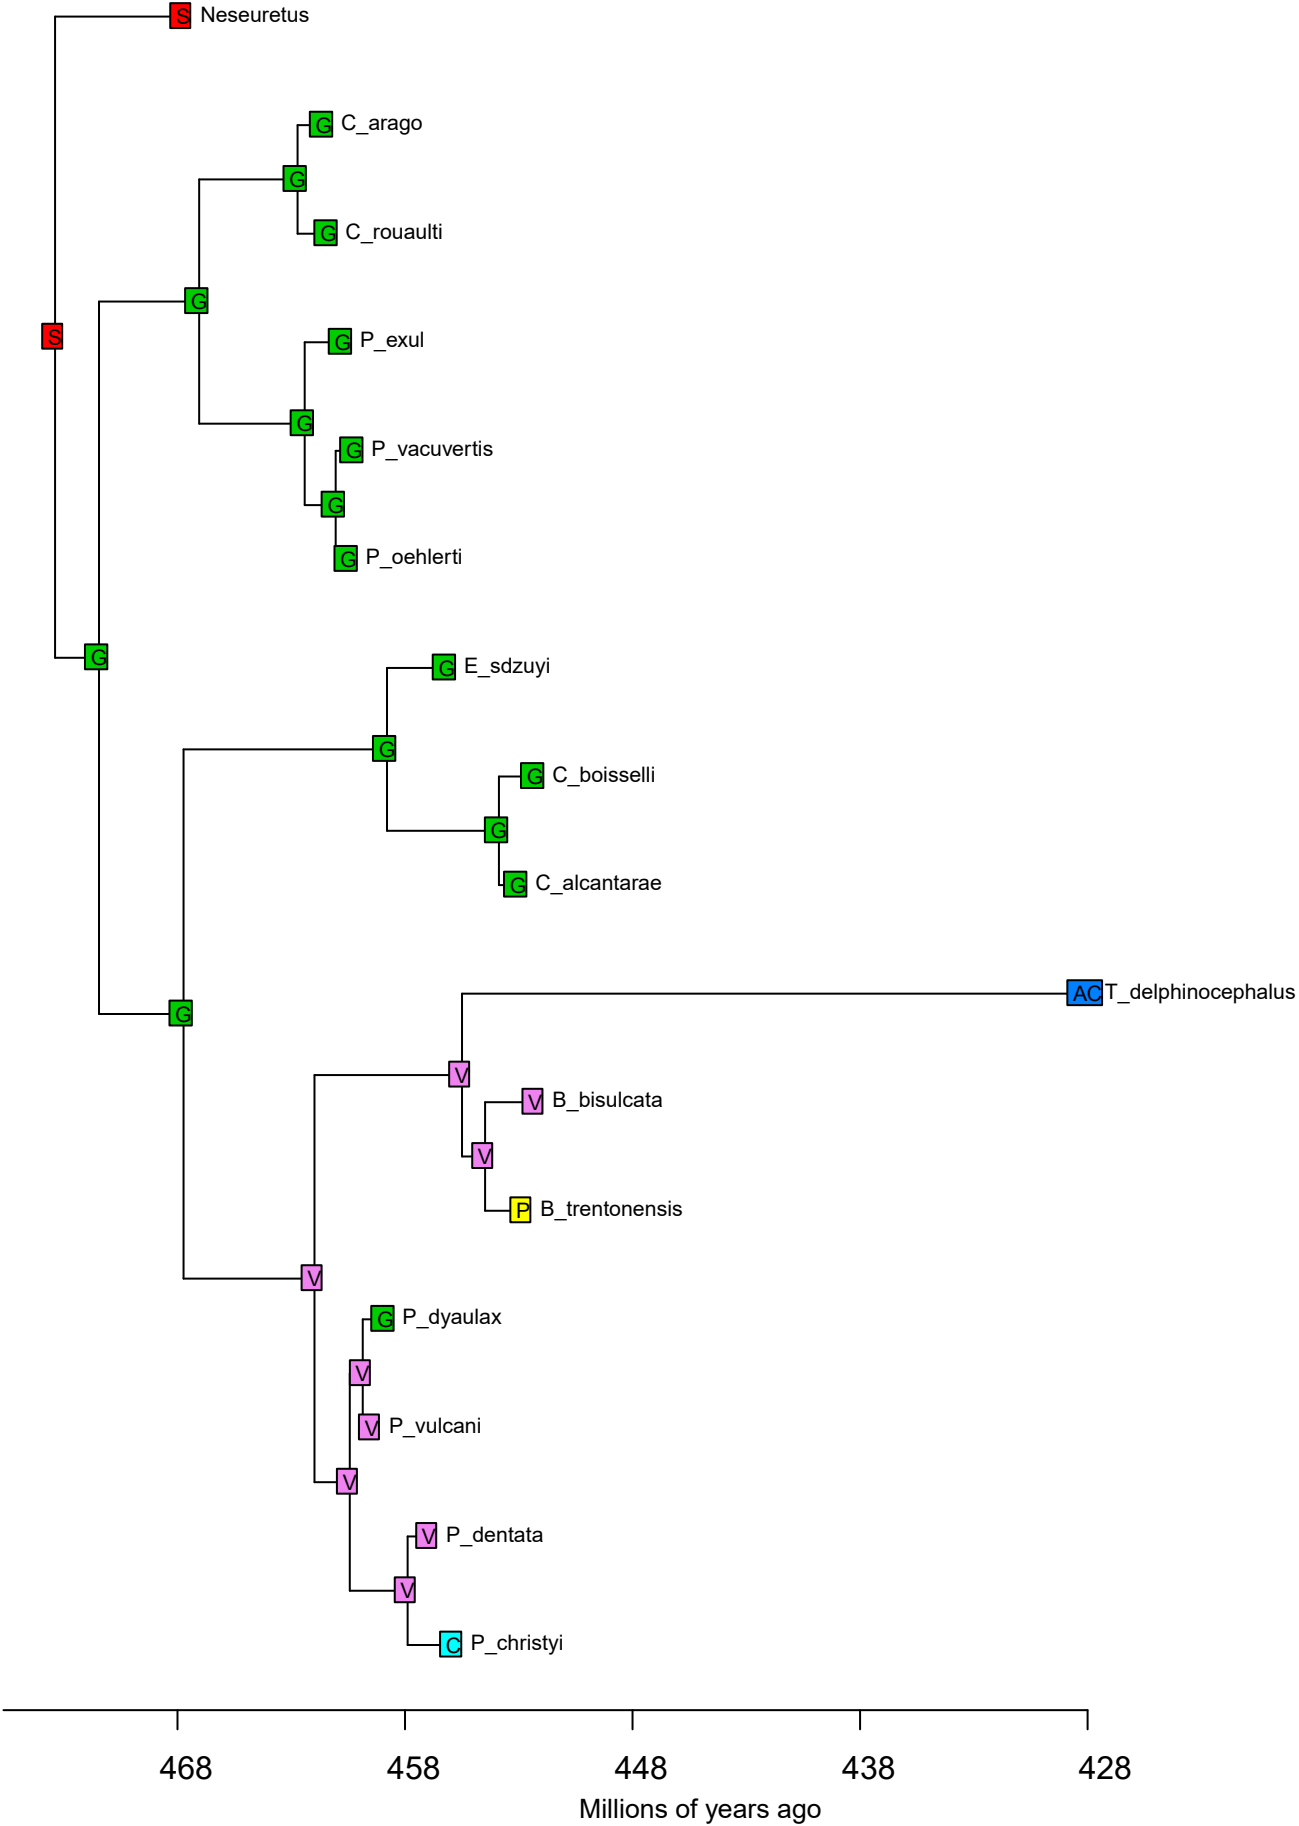 S Neseuretus
G C_arago
G
G C_rouaulti
G
S
G P_exul
G
G P_vacuvertis
G
G P_oehlerti
G
G E_sdzuyi
G
G C_boisselli
G
G C_alcantarae
AC T_delphinocephalus
G
V
V B_bisulcata
V
P B_trentonensis
V
G P_dyaulax
V
V P_vulcani
V
V P_dentata
V
C P_christyi
468 458 448 438 428
Millions of years ago